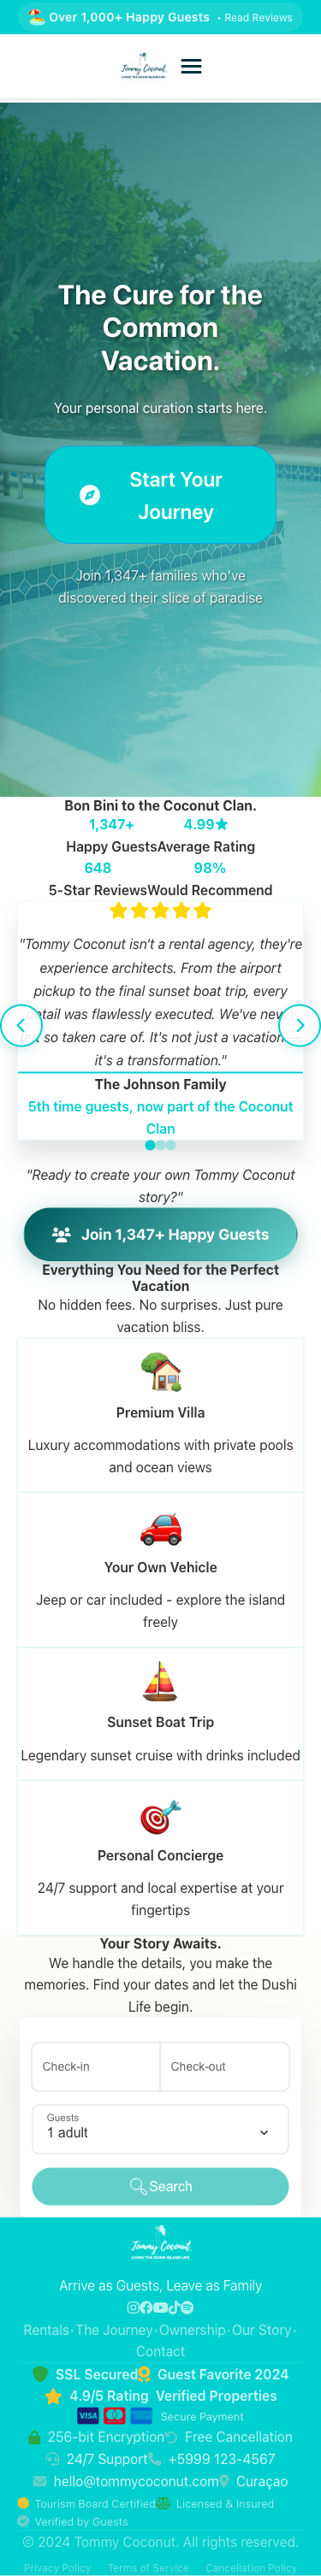 Over 1,000+ Happy Guests • Read Reviews
Tommy Coconut.
LIVING THE DUSHI ISLAND LIFE
The Cure for the
Common
Vacation.
Your personal curation starts here.
Start Your
Journey
Join 1,347+ families who've
discovered their slice of paradise
Bon Bini to the Coconut Clan.
1,347+ 4.99
Happy Guests Average Rating
648 98%
5-Star Reviews Would Recommend
"Tommy Coconut isn't a rental agency, they're
experience architects. From the airport
pickup to the final sunset boat trip, every
was flawlessly executed. We've
so taken care of. It's not just a vacation
it's a transformation."
The Johnson Family
5th time guests, now part of the Coconut
Clan
"Ready to create your own Tommy Coconut
story?"
Join 1,347+ Happy Guests
Everything You Need for the Perfect
Vacation
No hidden fees. No surprises. Just pure
vacation bliss.
Premium Villa
Luxury accommodations with private pools
and ocean views
Your Own Vehicle
Jeep or car included - explore the island
freely
Sunset Boat Trip
Legendary sunset cruise with drinks included
Personal Concierge
24/7 support and local expertise at your
fingertips
Your Story Awaits.
We handle the details, you make the
memories. Find your dates and let the Dushi
Life begin.
Check-in Check-out
Guests
1 adult
Search
Tommy Coconut.
LIVING THE DUSHI ISLAND LIFE
Arrive as Guests, Leave as Family
Rentals • The Journey • Ownership • Our Story •
Contact
SSL Secured Guest Favorite 2024
4.9/5 Rating Verified Properties
VISA Secure Payment
256-bit Encryption Free Cancellation
24/7 Support +5999 123-4567
hello@tommycoconut.com Curaçao
Tourism Board Certified Licensed & Insured
Verified by Guests
© 2024 Tommy Coconut. All rights reserved.
Privacy Policy Terms of Service Cancellation Policy